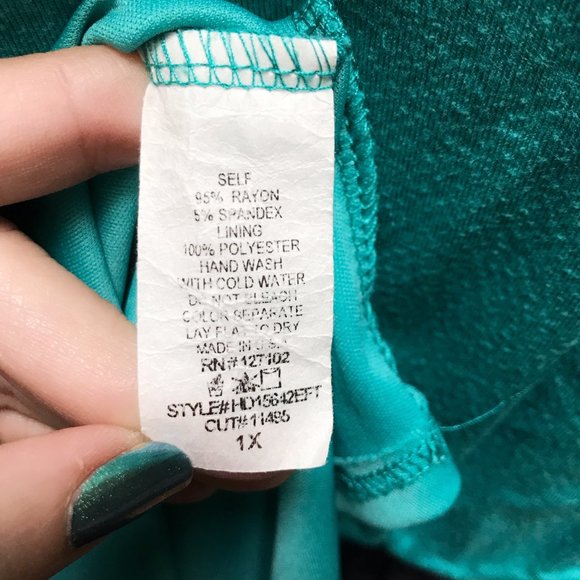 SELF
95% RAYON
5% SPANDEX
LINING
100% POLYESTER
HAND WASH
WITH COLD WATER
DO NOT BLEACH
COLOR SEPARATE
LAY FLAT TO DRY
MADE IN
RN#127102
STYLE#HD15642EFT
CUT#11495
1X